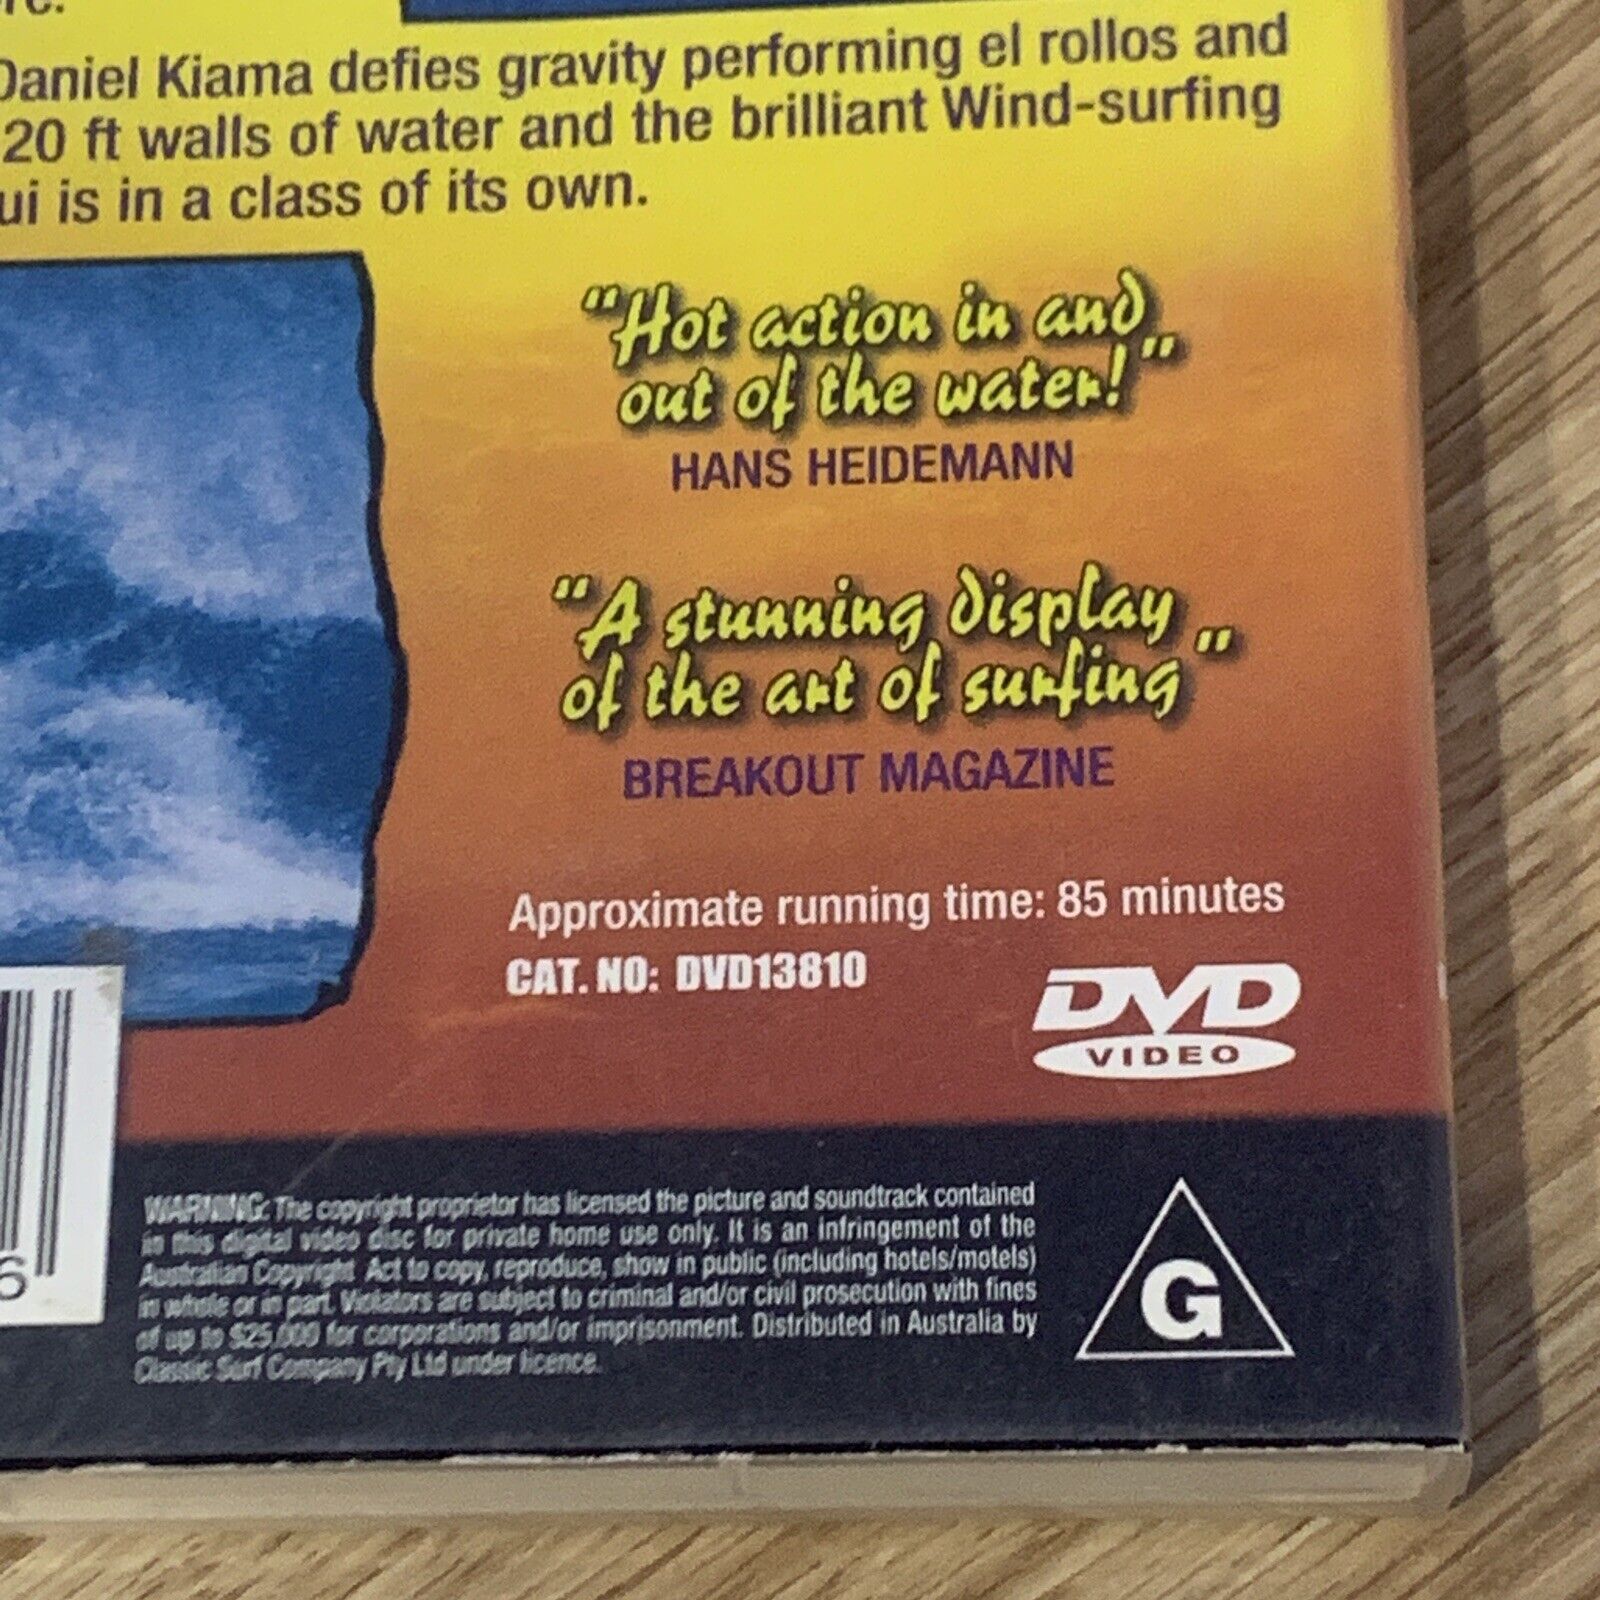 Daniel Kiama defies gravity performing el rollos and
20 ft walls of water and the brilliant Wind-surfing
ui is in a class of its own.
"Hot action in and
out of the water!"
HANS HEIDEMANN
"A stunning display
of the art of surfing"
BREAKOUT MAGAZINE
Approximate running time: 85 minutes
CAT. NO: DVD13810
DVD
VIDEO
6
WARNING: The copyright proprietor has licensed the picture and soundtrack contained
in this digital video disc for private home use only. It is an infringement of the
Australian Copyright Act to copy, reproduce, show in public (including hotels/motels)
in whole or in part. Violators are subject to criminal and/or civil prosecution with fines
of up to $25,000 for corporations and/or imprisonment. Distributed in Australia by
Classic Surf Company Pty Ltd under licence.
G